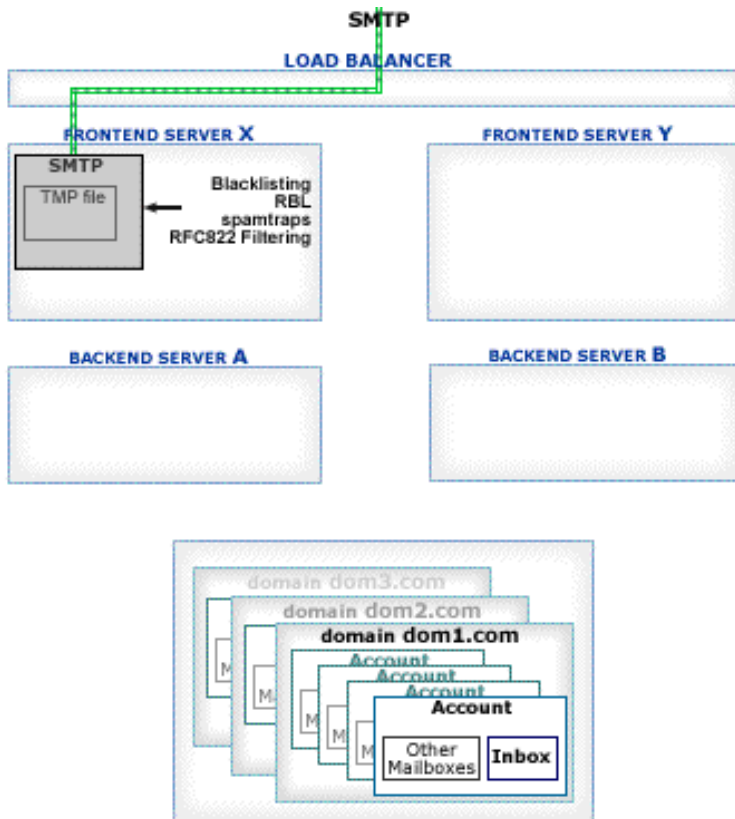 SMTP
LOAD BALANCER
FRONTEND SERVER X
FRONTEND SERVER Y
SMTP
TMP file
Blacklisting
RBL
spamtraps
RFC822 Filtering
BACKEND SERVER A
BACKEND SERVER B
domain dom3.com
domain dom2.com
domain dom1.com
Account
Account
Account
Account
Other
Mailboxes
Inbox